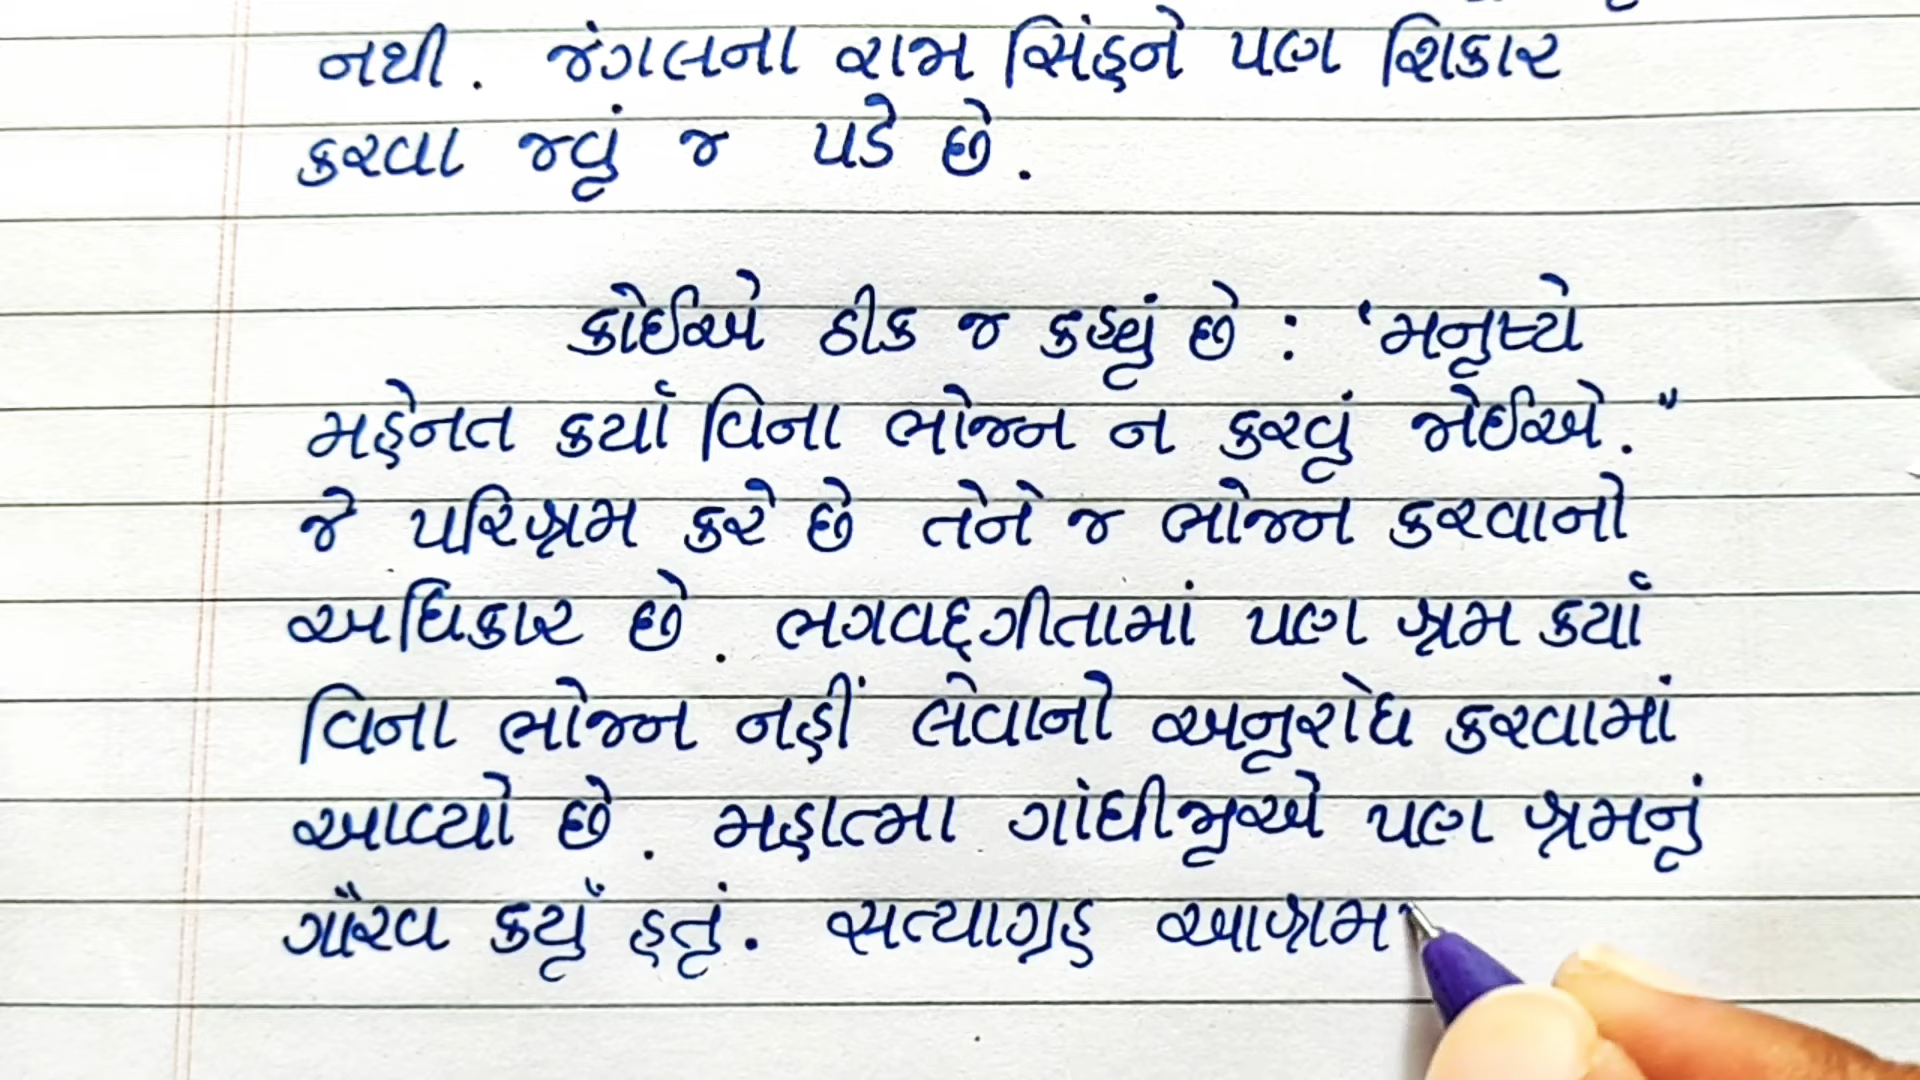 નથી. જંગલના રાજા સિંહને પણ શિકાર
કરવા જવું જ પડે છે.
કોઈએ ઠીક જ કહ્યું છે : 'મનુષ્યે
મહેનત કર્યા વિના ભોજન ન કરવું જોઈએ."
જે પરિશ્રમ કરે છે તેને જ ભોજન કરવાનો
અધિકાર છે. ભગવદ્ગીતામાં પણ શ્રમ કર્યા
વિના ભોજન નહીં લેવાનો અનુરોધ કરવામાં
આવ્યો છે. મહાત્મા ગાંધીજીએ પણ શ્રમનું
ગૌરવ કર્યું હતું. સત્યાગ્રહ આશ્રમ